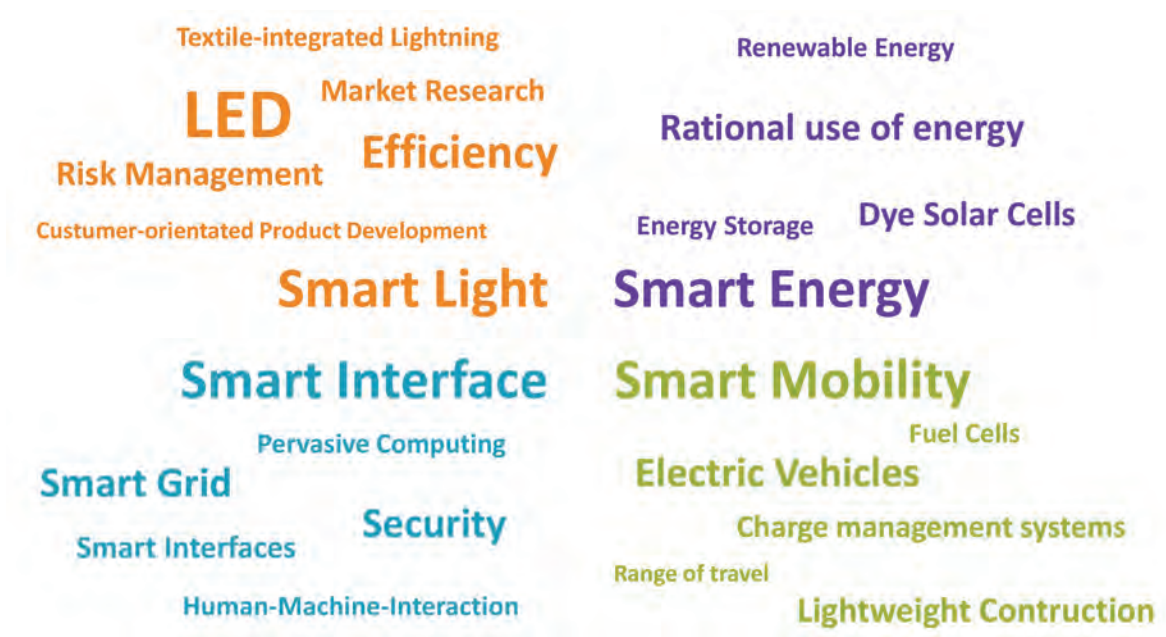 Textile-integrated Lightning
LED
Market Research
Efficiency
Risk Management
Custumer-orientated Product Development
Smart Light
Renewable Energy
Rational use of energy
Energy Storage
Dye Solar Cells
Smart Energy
Smart Interface
Pervasive Computing
Smart Grid
Security
Smart Interfaces
Human-Machine-Interaction
Smart Mobility
Fuel Cells
Electric Vehicles
Charge management systems
Range of travel
Lightweight Contruction